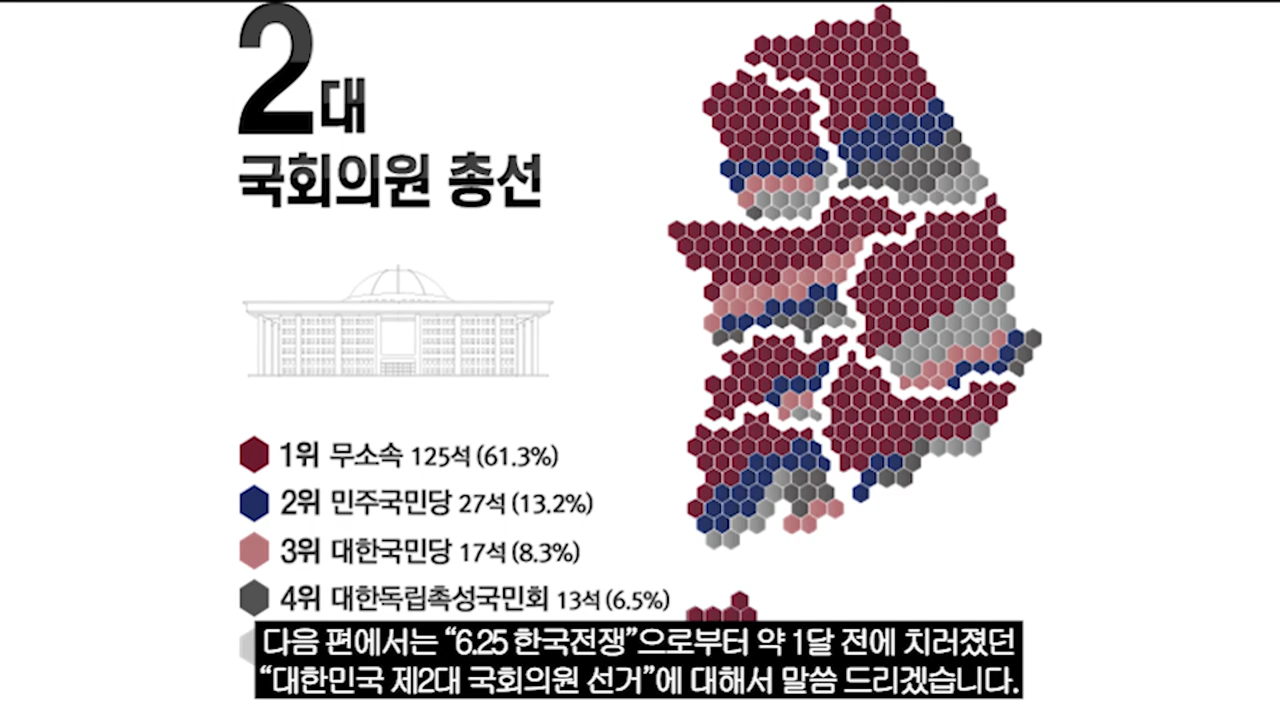 2대
국회의원 총선
1위 무소속 125석 (61.3%)
2위 민주국민당 27석 (13.2%)
3위 대한국민당 17석 (8.3%)
4위 대한독립촉성국민회 13석 (6.5%)
다음 편에서는 “6.25 한국전쟁”으로부터 약 1달 전에 치러졌던
“대한민국 제2대 국회의원 선거”에 대해서 말씀 드리겠습니다.